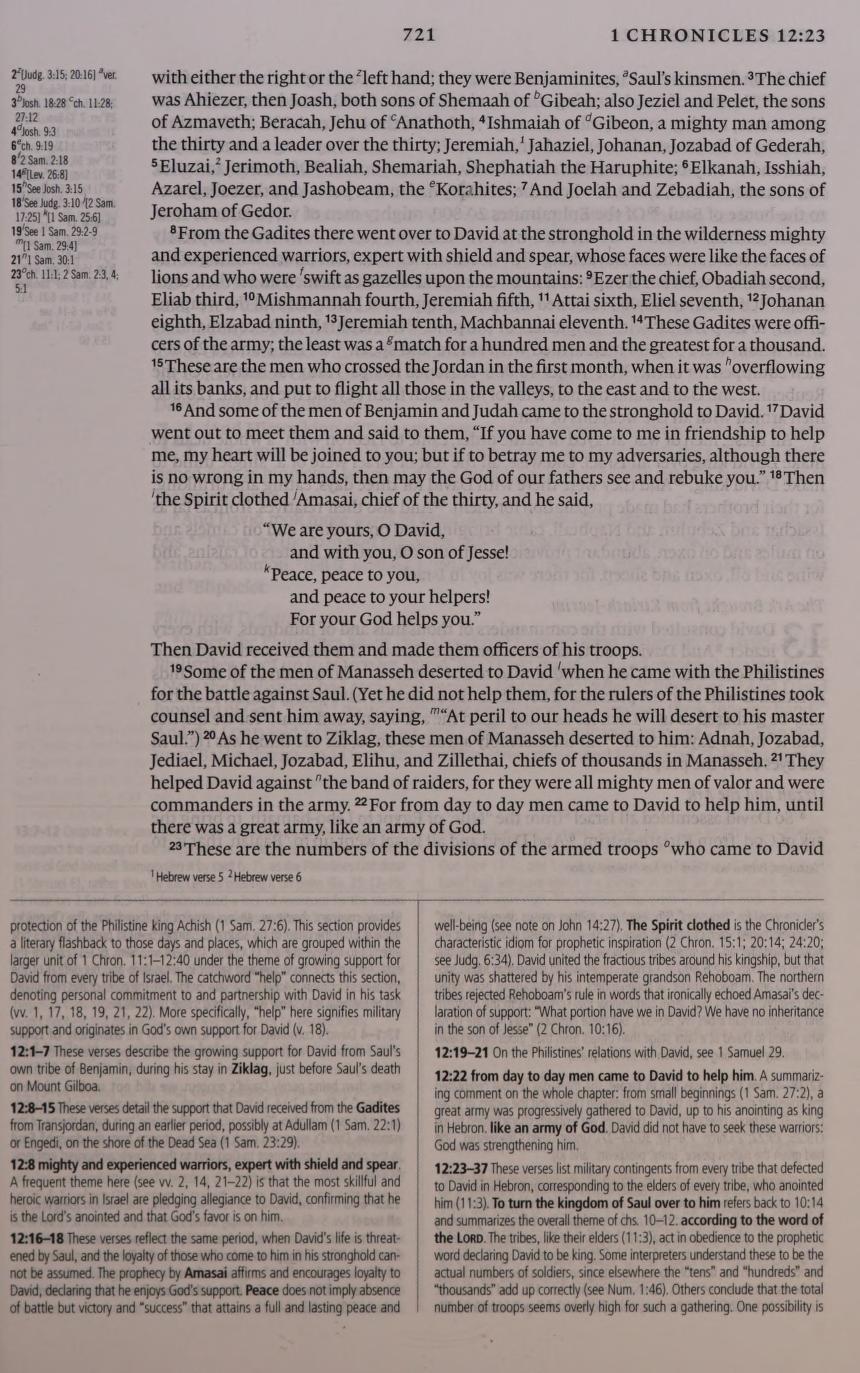 721
1 CHRONICLES 12:23
2 z[Judg. 3:15; 20:16] a ver.
29
3 b Josh. 18:28 c ch. 11:28;
27:12
4 d Josh. 9:3
6 e ch. 9:19
8 f 2 Sam. 2:18
14 g [Lev. 26:8]
15 h See Josh. 3:15
18 i See Judg. 3:10 j [2 Sam.
17:25] k [1 Sam. 25:6]
19 l See 1 Sam. 29:2-9
m [1 Sam. 29:4]
21 n 1 Sam. 30:1
23 o ch. 11:1; 2 Sam. 2:3, 4;
5:1
with either the right or the z left hand; they were Benjaminites, a Saul's kinsmen. 3 The chief
was Ahiezer, then Joash, both sons of Shemaah of b Gibeah; also Jeziel and Pelet, the sons
of Azmaveth; Beracah, Jehu of c Anathoth, 4 Ishmaiah of d Gibeon, a mighty man among
the thirty and a leader over the thirty; Jeremiah,1 Jahaziel, Johanan, Jozabad of Gederah,
5 Eluzai,2 Jerimoth, Bealiah, Shemariah, Shephatiah the Haruphite; 6 Elkanah, Isshiah,
Azarel, Joezer, and Jashobeam, the e Korahites; 7 And Joelah and Zebadiah, the sons of
Jeroham of Gedor.
8 From the Gadites there went over to David at the stronghold in the wilderness mighty
and experienced warriors, expert with shield and spear, whose faces were like the faces of
lions and who were f swift as gazelles upon the mountains: 9 Ezer the chief, Obadiah second,
Eliab third, 10 Mishmannah fourth, Jeremiah fifth, 11 Attai sixth, Eliel seventh, 12 Johanan
eighth, Elzabad ninth, 13 Jeremiah tenth, Machbannai eleventh. 14 These Gadites were offi-
cers of the army; the least was a g match for a hundred men and the greatest for a thousand.
15 These are the men who crossed the Jordan in the first month, when it was h overflowing
all its banks, and put to flight all those in the valleys, to the east and to the west.
16 And some of the men of Benjamin and Judah came to the stronghold to David. 17 David
went out to meet them and said to them, "If you have come to me in friendship to help
me, my heart will be joined to you; but if to betray me to my adversaries, although there
is no wrong in my hands, then may the God of our fathers see and rebuke you." 18 Then
i the Spirit clothed j Amasai, chief of the thirty, and he said,
"We are yours, O David,
and with you, O son of Jesse!
k Peace, peace to you,
and peace to your helpers!
For your God helps you."
Then David received them and made them officers of his troops.
19 Some of the men of Manasseh deserted to David l when he came with the Philistines
for the battle against Saul. (Yet he did not help them, for the rulers of the Philistines took
counsel and sent him away, saying, m "At peril to our heads he will desert to his master
Saul.") 20 As he went to Ziklag, these men of Manasseh deserted to him: Adnah, Jozabad,
Jediael, Michael, Jozabad, Elihu, and Zillethai, chiefs of thousands in Manasseh. 21 They
helped David against n the band of raiders, for they were all mighty men of valor and were
commanders in the army. 22 For from day to day men came to David to help him, until
there was a great army, like an army of God.
23 These are the numbers of the divisions of the armed troops o who came to David
1 Hebrew verse 5 2 Hebrew verse 6
protection of the Philistine king Achish (1 Sam. 27:6). This section provides
a literary flashback to those days and places, which are grouped within the
larger unit of 1 Chron. 11:1–12:40 under the theme of growing support for
David from every tribe of Israel. The catchword "help" connects this section,
denoting personal commitment to and partnership with David in his task
(vv. 1, 17, 18, 19, 21, 22). More specifically, "help" here signifies military
support and originates in God's own support for David (v. 18).
12:1–7 These verses describe the growing support for David from Saul's
own tribe of Benjamin, during his stay in Ziklag, just before Saul's death
on Mount Gilboa.
12:8–15 These verses detail the support that David received from the Gadites
from Transjordan, during an earlier period, possibly at Adullam (1 Sam. 22:1)
or Engedi, on the shore of the Dead Sea (1 Sam. 23:29).
12:8 mighty and experienced warriors, expert with shield and spear.
A frequent theme here (see vv. 2, 14, 21–22) is that the most skillful and
heroic warriors in Israel are pledging allegiance to David, confirming that he
is the Lord's anointed and that God's favor is on him.
12:16–18 These verses reflect the same period, when David's life is threat-
ened by Saul, and the loyalty of those who come to him in his stronghold can-
not be assumed. The prophecy by Amasai affirms and encourages loyalty to
David, declaring that he enjoys God's support. Peace does not imply absence
of battle but victory and "success" that attains a full and lasting peace and
well-being (see note on John 14:27). The Spirit clothed is the Chronicler's
characteristic idiom for prophetic inspiration (2 Chron. 15:1; 20:14; 24:20;
see Judg. 6:34). David united the fractious tribes around his kingship, but that
unity was shattered by his intemperate grandson Rehoboam. The northern
tribes rejected Rehoboam's rule in words that ironically echoed Amasai's dec-
laration of support: "What portion have we in David? We have no inheritance
in the son of Jesse" (2 Chron. 10:16).
12:19–21 On the Philistines' relations with David, see 1 Samuel 29.
12:22 from day to day men came to David to help him. A summariz-
ing comment on the whole chapter: from small beginnings (1 Sam. 27:2), a
great army was progressively gathered to David, up to his anointing as king
in Hebron. like an army of God. David did not have to seek these warriors:
God was strengthening him.
12:23–37 These verses list military contingents from every tribe that defected
to David in Hebron, corresponding to the elders of every tribe, who anointed
him (11:3). To turn the kingdom of Saul over to him refers back to 10:14
and summarizes the overall theme of chs. 10–12. according to the word of
the LORD. The tribes, like their elders (11:3), act in obedience to the prophetic
word declaring David to be king. Some interpreters understand these to be the
actual numbers of soldiers, since elsewhere the "tens" and "hundreds" and
"thousands" add up correctly (see Num. 1:46). Others conclude that the total
number of troops seems overly high for such a gathering. One possibility is